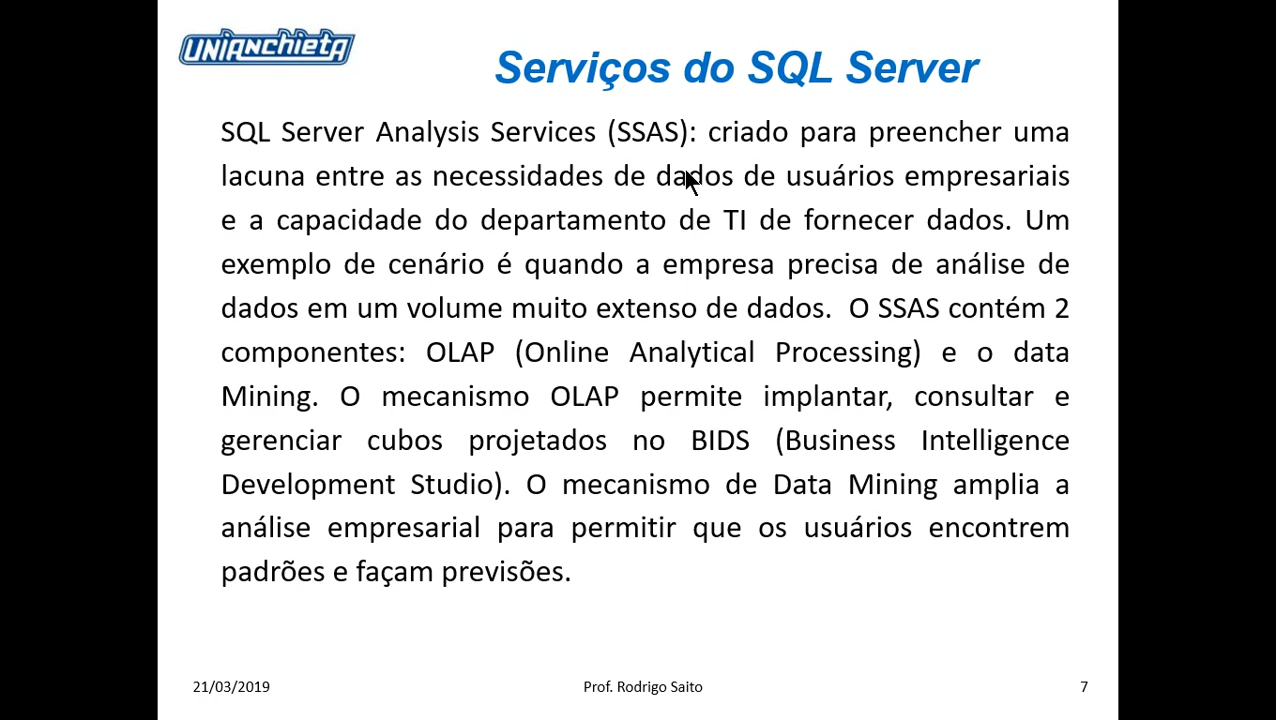 UNIANCHIETA
Serviços do SQL Server
SQL Server Analysis Services (SSAS): criado para preencher uma
lacuna entre as necessidades de dados de usuários empresariais
e a capacidade do departamento de TI de fornecer dados. Um
exemplo de cenário é quando a empresa precisa de análise de
dados em um volume muito extenso de dados.  O SSAS contém 2
componentes: OLAP (Online Analytical Processing) e o data
Mining. O mecanismo OLAP permite implantar, consultar e
gerenciar cubos projetados no BIDS (Business Intelligence
Development Studio). O mecanismo de Data Mining amplia a
análise empresarial para permitir que os usuários encontrem
padrões e façam previsões.
21/03/2019
Prof. Rodrigo Saito
7